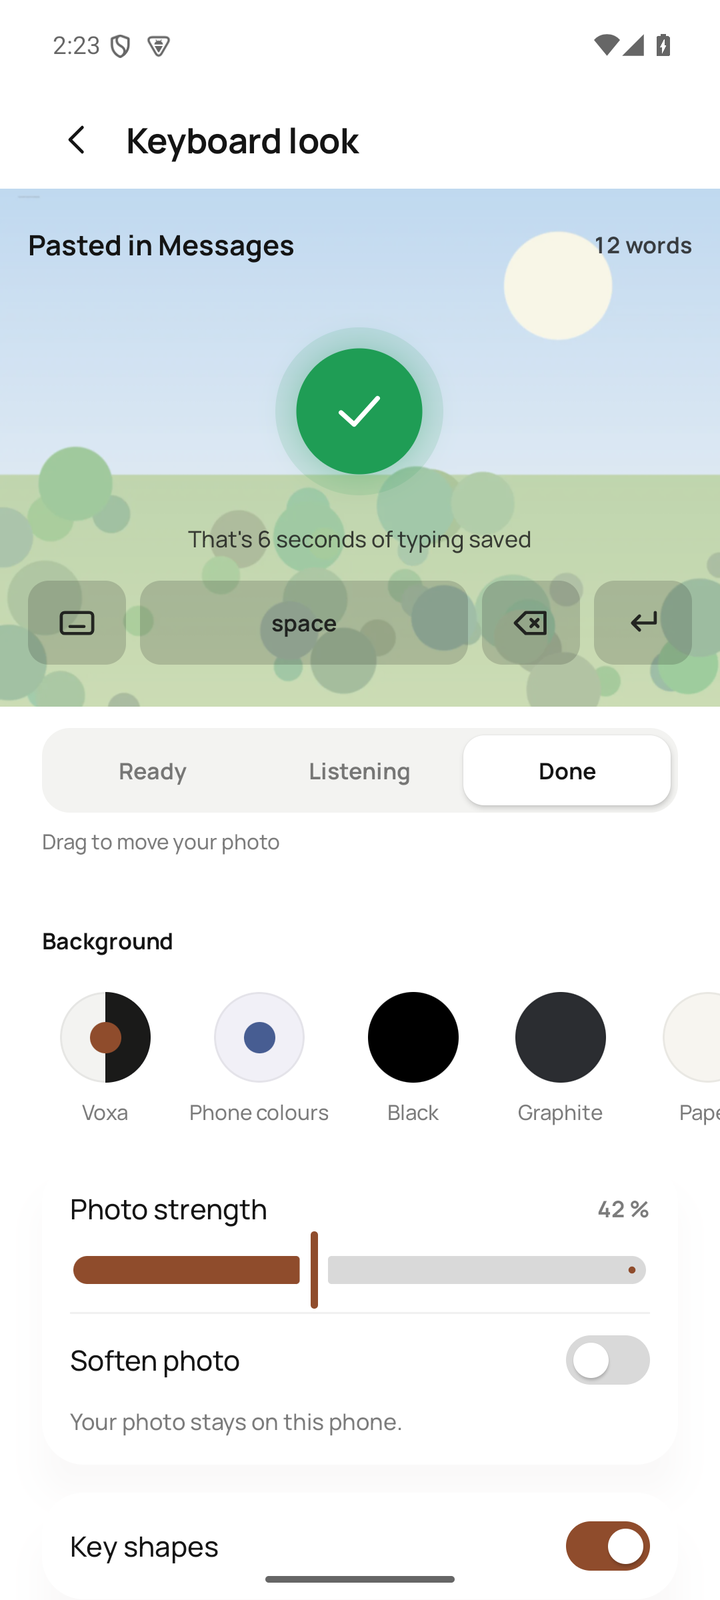 2:23
Keyboard look
Pasted in Messages
12 words
That's 6 seconds of typing saved
space
Ready
Listening
Done
Drag to move your photo
Background
Voxa
Phone colours
Black
Graphite
Pape
Photo strength
42 %
Soften photo
Your photo stays on this phone.
Key shapes